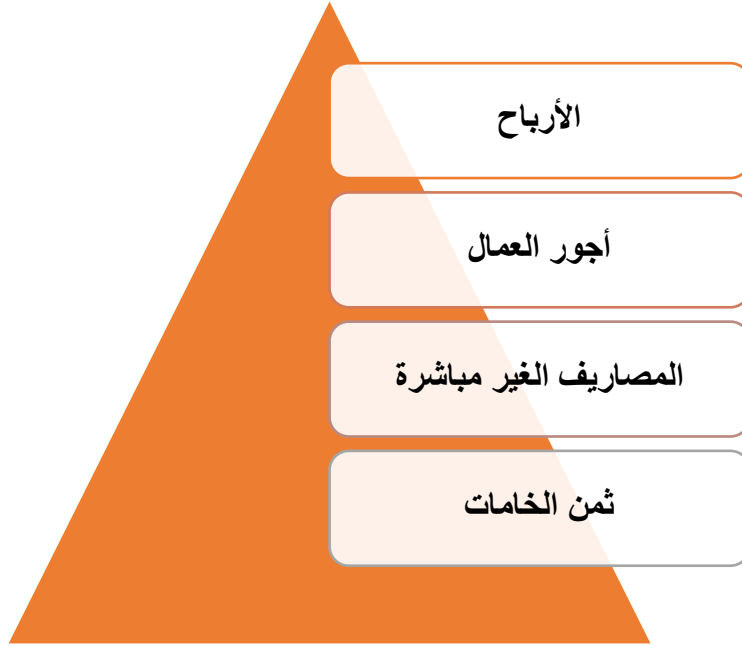 الأرباح
أجور العمال
المصاريف الغير مباشرة
ثمن الخامات